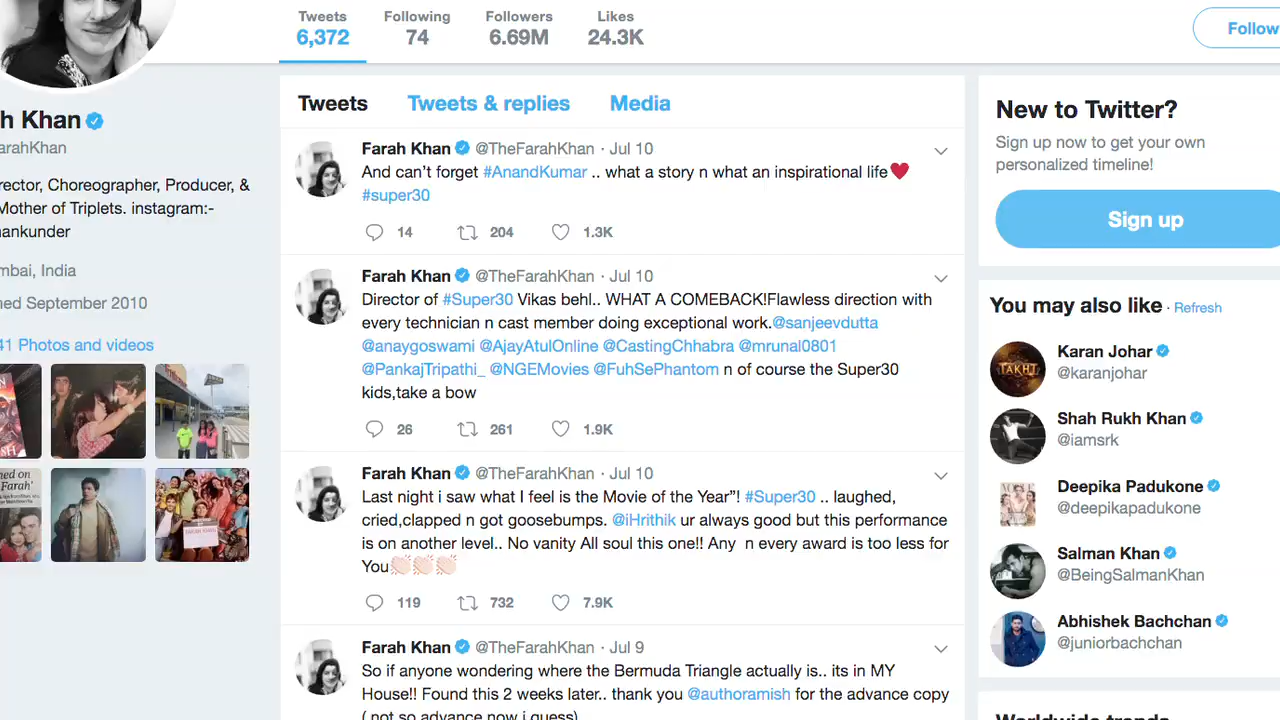 Tweets
6,372
Following
74
Followers
6.69M
Likes
24.3K
Follow
h Khan
arahKhan
rector, Choreographer, Producer, &
Mother of Triplets. instagram:-
ankunder
mbai, India
ned September 2010
41 Photos and videos
Tweets Tweets & replies Media
Farah Khan @TheFarahKhan · Jul 10
And can’t forget #AnandKumar .. what a story n what an inspirational life❤️
#super30
14 204 1.3K
Farah Khan @TheFarahKhan · Jul 10
Director of #Super30 Vikas behl.. WHAT A COMEBACK!Flawless direction with
every technician n cast member doing exceptional work.@sanjeevdutta
@anaygoswami @AjayAtulOnline @CastingChhabra @mrunal0801
@PankajTripathi_ @NGEMovies @FuhSePhantom n of course the Super30
kids,take a bow
26 261 1.9K
Farah Khan @TheFarahKhan · Jul 10
Last night i saw what I feel is the Movie of the Year”! #Super30 .. laughed,
cried,clapped n got goosebumps. @iHrithik ur always good but this performance
is on another level.. No vanity All soul this one!! Any n every award is too less for
You👏🏻👏🏻👏🏻
119 732 7.9K
Farah Khan @TheFarahKhan · Jul 9
So if anyone wondering where the Bermuda Triangle actually is.. its in MY
House!! Found this 2 weeks later.. thank you @authoramish for the advance copy
( not so advance now i guess)
New to Twitter?
Sign up now to get your own
personalized timeline!
Sign up
You may also like · Refresh
TAKHT
Karan Johar
@karanjohar
Shah Rukh Khan
@iamsrk
Deepika Padukone
@deepikapadukone
Salman Khan
@BeingSalmanKhan
Abhishek Bachchan
@juniorbachchan
Worldwide trends